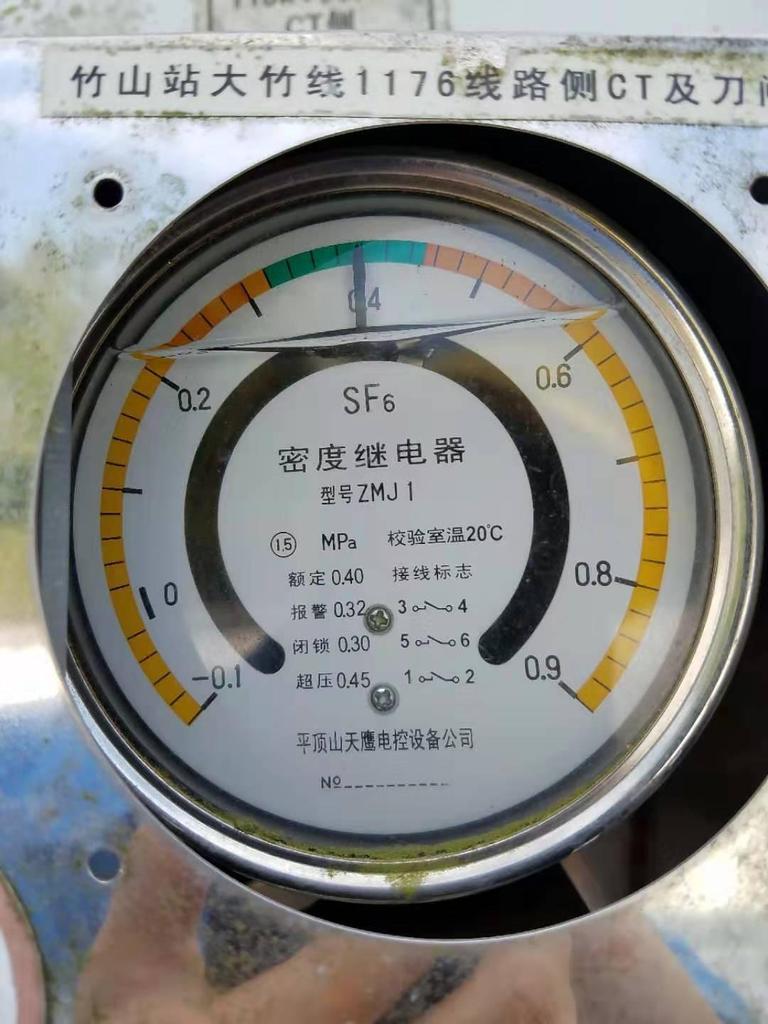 CT侧
竹山站大竹线1176线路侧CT及刀
0.4
0.2
0.6
SF6
密度继电器
型号ZMJ1
1.5 MPa 校验室温20℃
额定0.40 接线标志
0.8
报警0.32 3 4
0
闭锁0.30 5 6
超压0.45 1 2
-0.1
0.9
平顶山天鹰电控设备公司
№